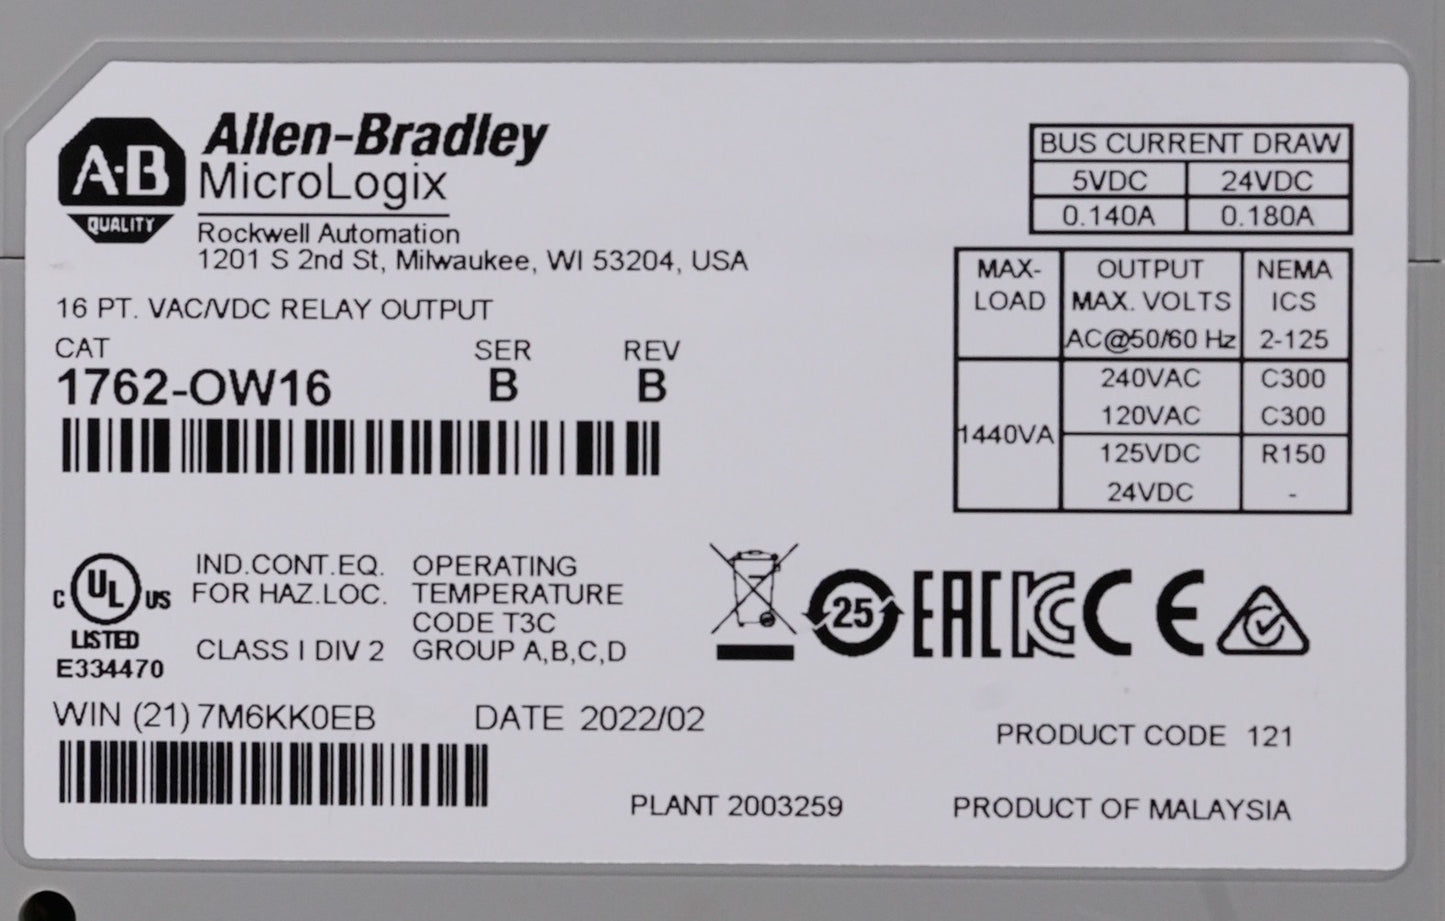 A·B
QUALITY
Allen-Bradley
MicroLogix
Rockwell Automation
1201 S 2nd St, Milwaukee, WI 53204, USA
16 PT. VAC/VDC RELAY OUTPUT
CAT SER REV
1762-OW16 B B
BUS CURRENT DRAW
5VDC 24VDC
0.140A 0.180A
MAX- OUTPUT NEMA
LOAD MAX. VOLTS ICS
AC@50/60 Hz 2-125
240VAC C300
120VAC C300
1440VA
125VDC R150
24VDC -
C UL US
LISTED
E334470
IND.CONT.EQ.
FOR HAZ.LOC.
CLASS I DIV 2
OPERATING
TEMPERATURE
CODE T3C
GROUP A,B,C,D
25 EAC KC CE
WIN (21) 7M6KK0EB DATE 2022/02
PRODUCT CODE 121
PLANT 2003259 PRODUCT OF MALAYSIA